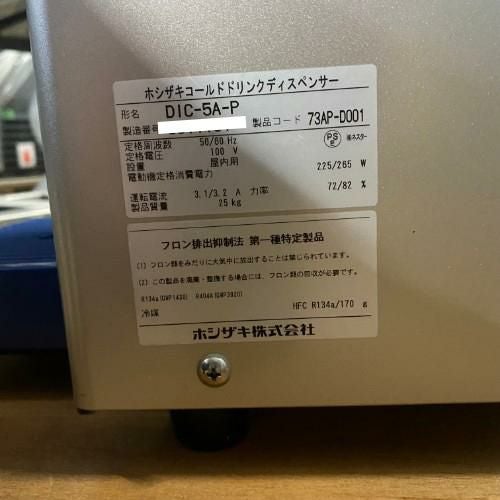 ホシザキコールドドリンクディスペンサー
形名 DIC-5A-P
製造番号 製品コード 73AP-D001
定格周波数 50/60 Hz
定格電圧 100 V
設置 屋内用
電動機定格消費電力 225/265 W
運転電流 3.1/3.2 A 力率 72/82 %
製品質量 25 kg
フロン排出抑制法 第一種特定製品
(1) フロン類をみだりに大気中に放出することは禁じられています。
(2) この製品を廃棄・整備する場合には、フロン類の回収が必要です。
R134a(GWP1430) R404A(GWP3920)
冷媒 HFC R134a/170 g
ホシザキ株式会社